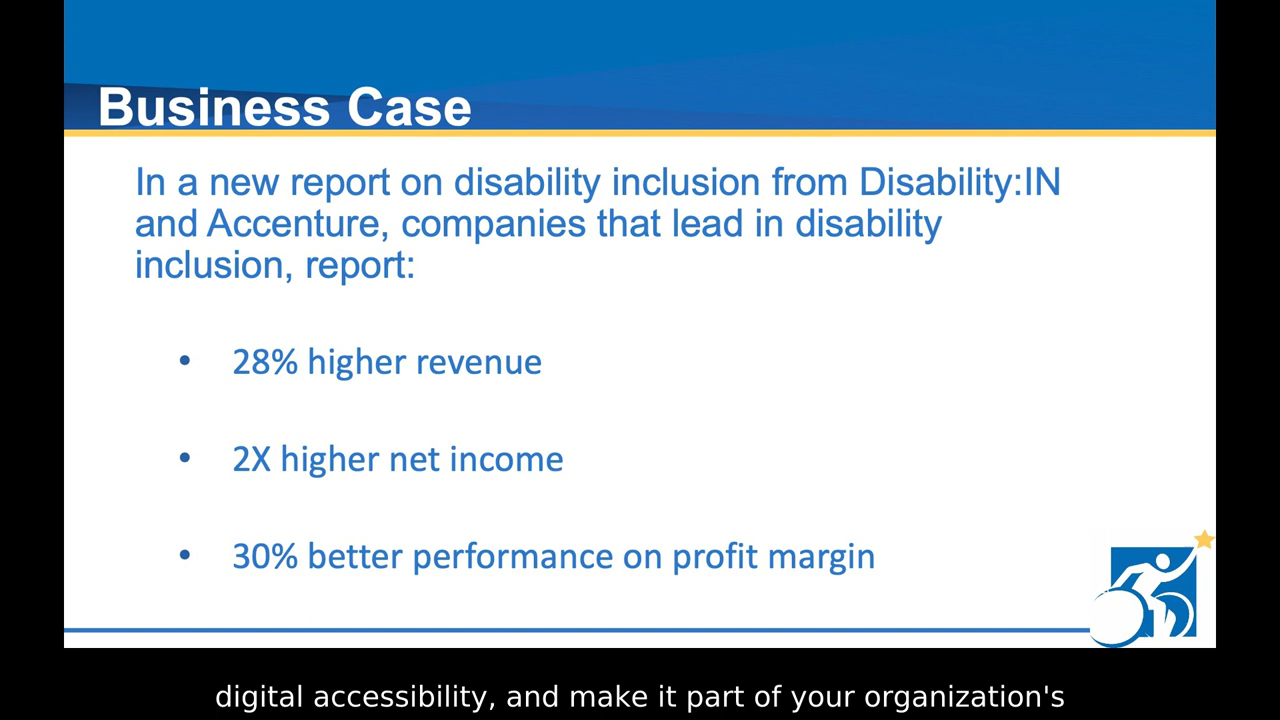 Business Case
In a new report on disability inclusion from Disability:IN
and Accenture, companies that lead in disability
inclusion, report:
• 28% higher revenue
• 2X higher net income
• 30% better performance on profit margin
digital accessibility, and make it part of your organization's